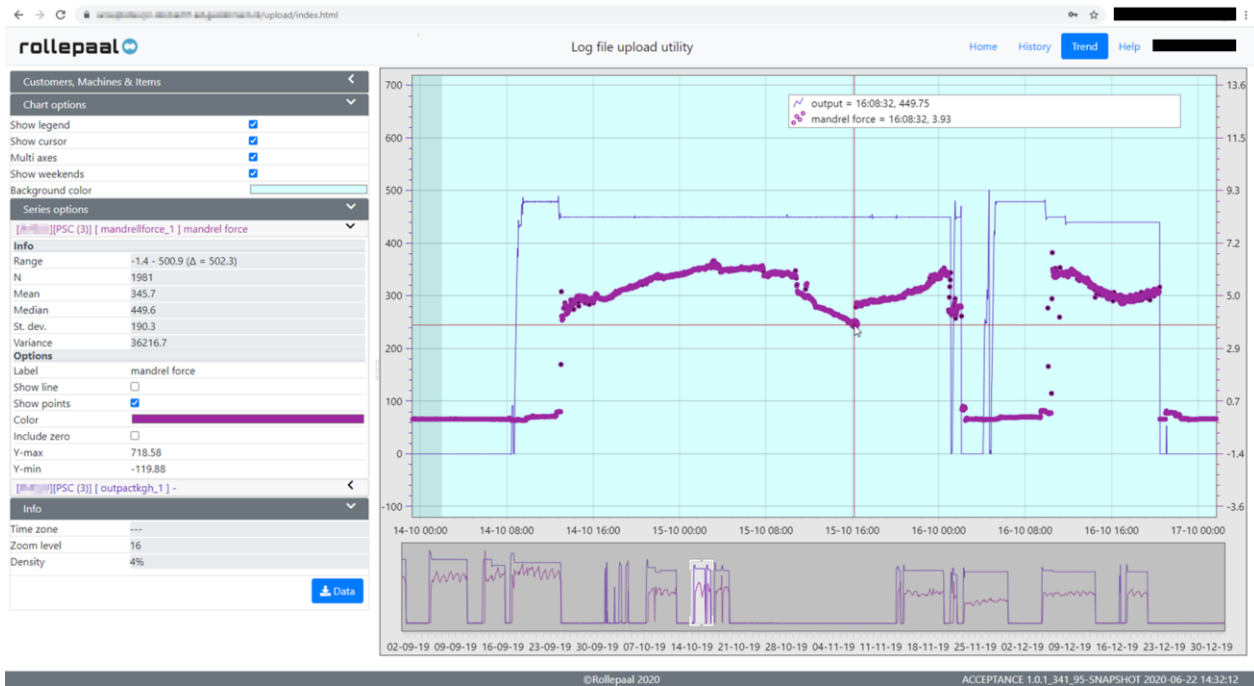 /upload/index.html
rollepaal
Log file upload utility
Home History Trend Help
Customers, Machines & Items
Chart options
Show legend
Show cursor
Multi axes
Show weekends
Background color
Series options
][PSC (3)] [ mandrellforce_1 ] mandrel force
Info
Range -1.4 - 500.9 (Δ = 502.3)
N 1981
Mean 345.7
Median 449.6
St. dev. 190.3
Variance 36216.7
Options
Label mandrel force
Show line
Show points
Color
Include zero
Y-max 718.58
Y-min -119.88
][PSC (3)] [ outpactkgh_1 ] -
Info
Time zone ---
Zoom level 16
Density 4%
Data
output = 16:08:32, 449.75
mandrel force = 16:08:32, 3.93
700 13.6
600 11.5
500 9.3
400 7.2
300 5.0
200 2.9
100 0.7
0 -1.4
-100 -3.6
14-10 00:00 14-10 08:00 14-10 16:00 15-10 00:00 15-10 08:00 15-10 16:00 16-10 00:00 16-10 08:00 16-10 16:00 17-10 00:00
02-09-19 09-09-19 16-09-19 23-09-19 30-09-19 07-10-19 14-10-19 21-10-19 28-10-19 04-11-19 11-11-19 18-11-19 25-11-19 02-12-19 09-12-19 16-12-19 23-12-19 30-12-19
©Rollepaal 2020
ACCEPTANCE 1.0.1_341_95-SNAPSHOT 2020-06-22 14:32:12